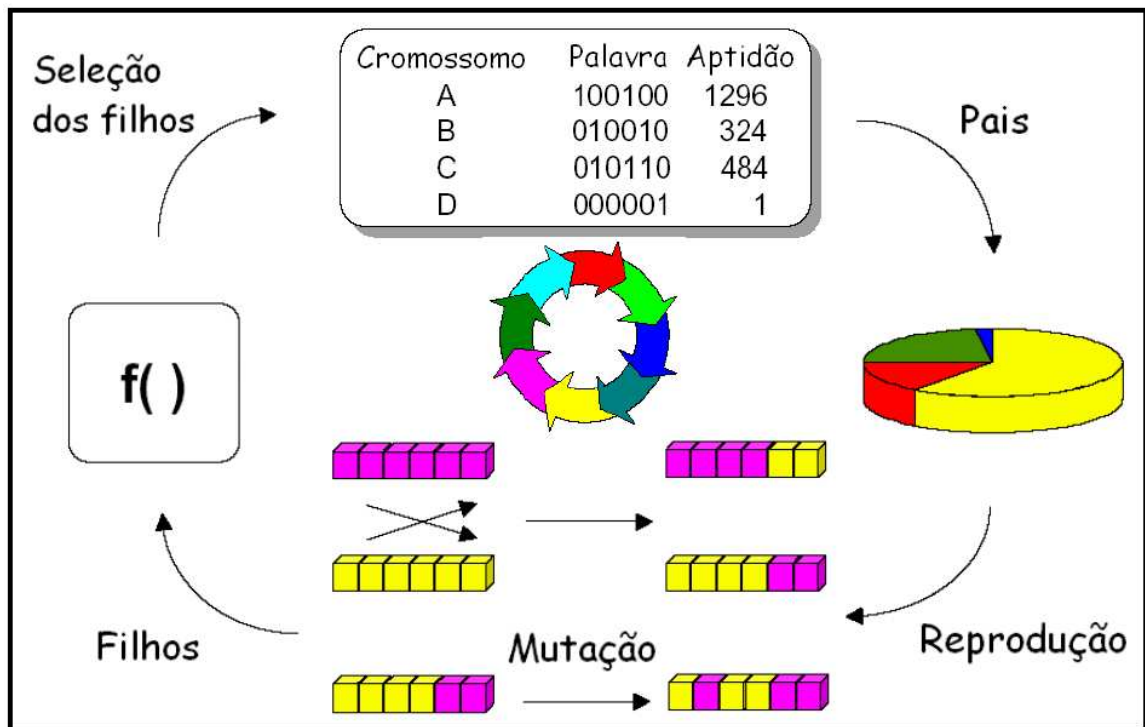 Seleção
dos filhos
Cromossomo Palavra Aptidão
A 100100 1296
B 010010 324
C 010110 484
D 000001 1
Pais
f( )
Filhos
Mutação
Reprodução